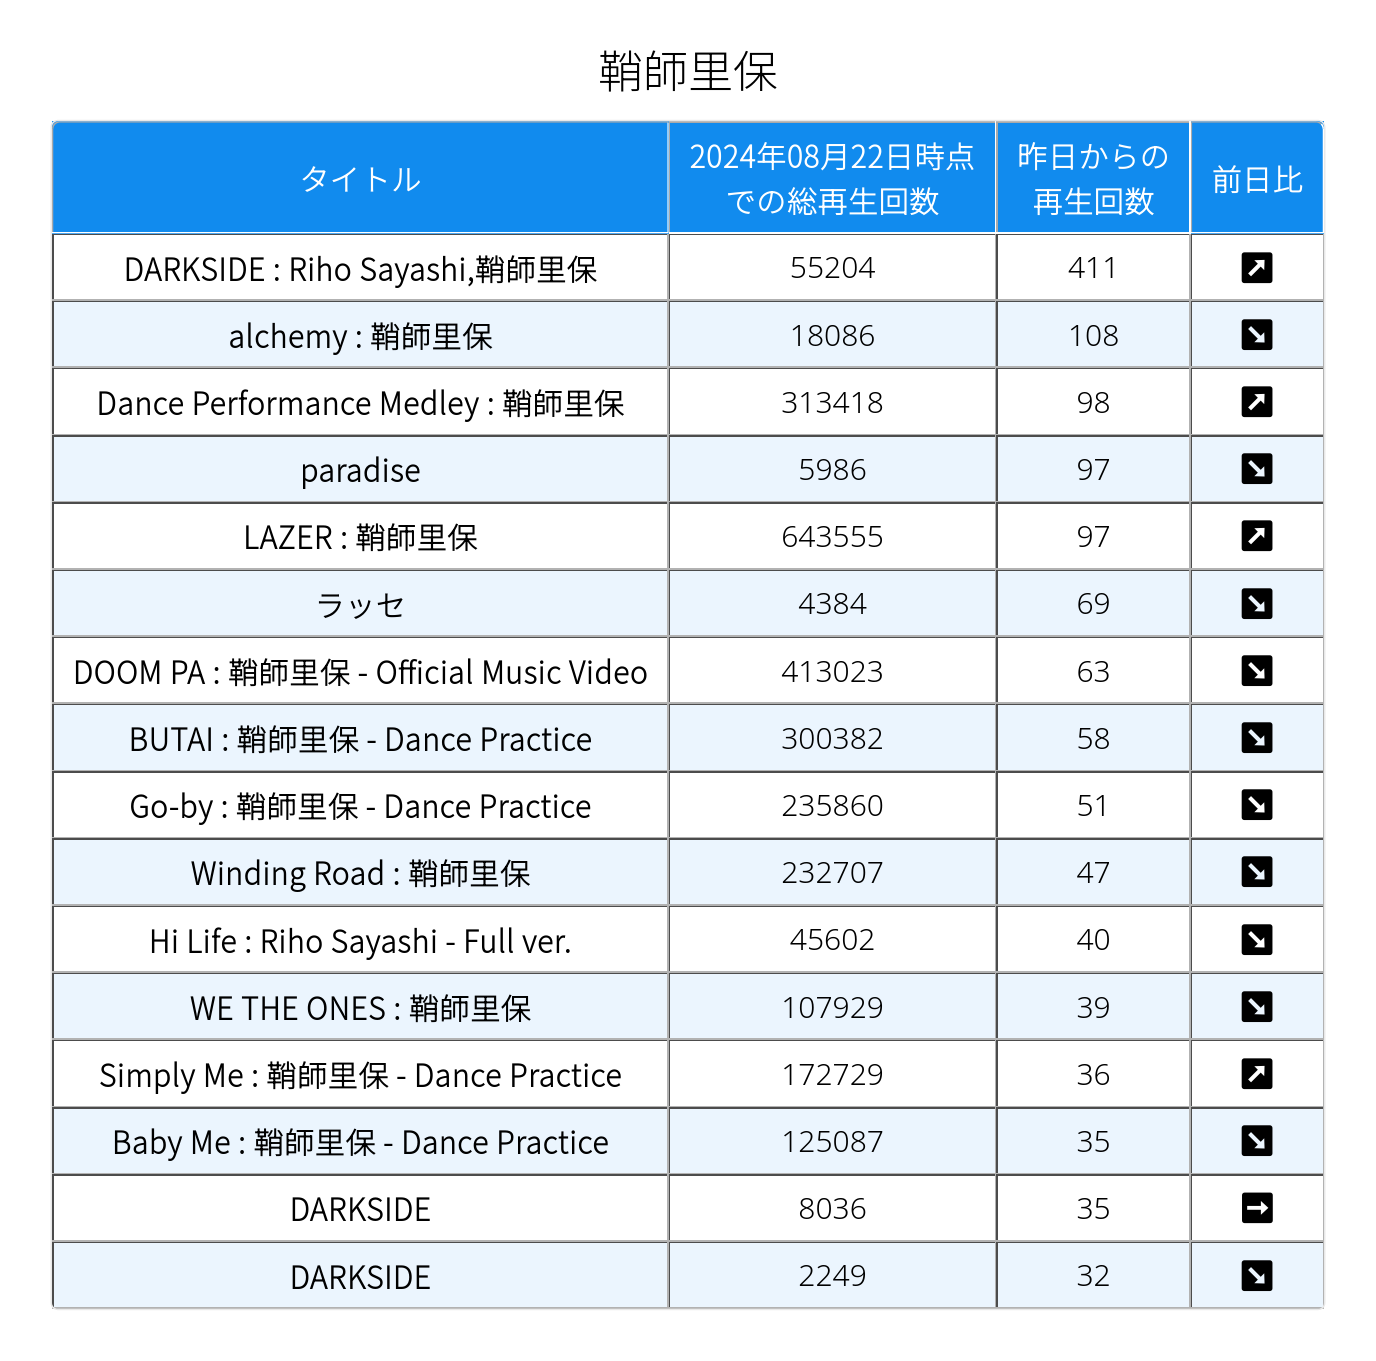 鞘師里保
タイトル 2024年08月22日時点での総再生回数 昨日からの再生回数 前日比
DARKSIDE : Riho Sayashi,鞘師里保 55204 411 ↗
alchemy : 鞘師里保 18086 108 ↘
Dance Performance Medley : 鞘師里保 313418 98 ↗
paradise 5986 97 ↘
LAZER : 鞘師里保 643555 97 ↗
ラッセ 4384 69 ↘
DOOM PA : 鞘師里保 - Official Music Video 413023 63 ↘
BUTAI : 鞘師里保 - Dance Practice 300382 58 ↘
Go-by : 鞘師里保 - Dance Practice 235860 51 ↘
Winding Road : 鞘師里保 232707 47 ↘
Hi Life : Riho Sayashi - Full ver. 45602 40 ↘
WE THE ONES : 鞘師里保 107929 39 ↘
Simply Me : 鞘師里保 - Dance Practice 172729 36 ↗
Baby Me : 鞘師里保 - Dance Practice 125087 35 ↘
DARKSIDE 8036 35 →
DARKSIDE 2249 32 ↘